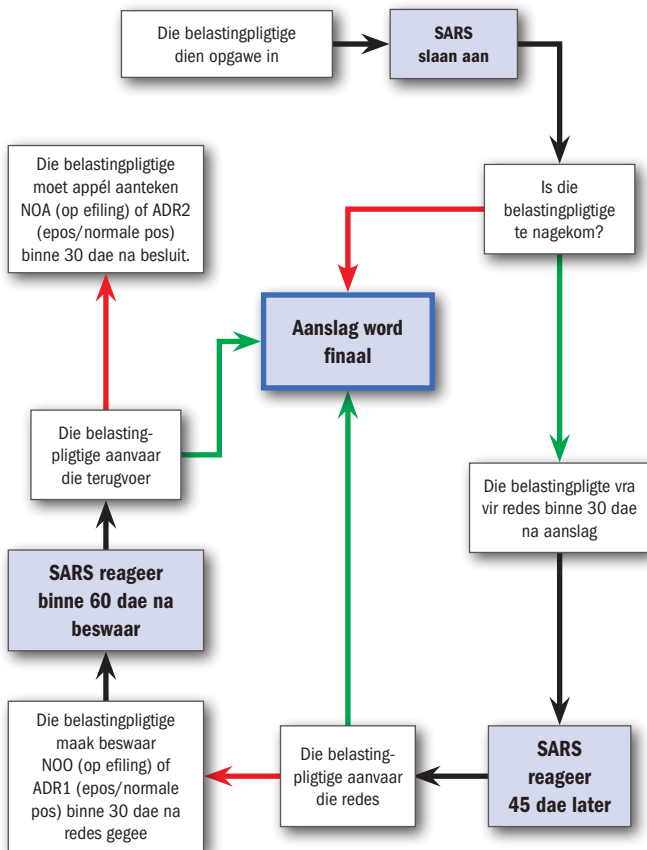 Die belastingpligtige
dien opgawe in
SARS
slaan aan
Is die
belastingpligtige
te nagekom?
Die belastingpligtige
moet appél aanteken
NOA (op efiling) of ADR2
(epos/normale pos)
binne 30 dae na besluit.
Aanslag word
finaal
Die belasting-
pligtige aanvaar
die terugvoer
Die belastingpligte vra
vir redes binne 30 dae
na aanslag
SARS reageer
binne 60 dae na
beswaar
Die belastingpligtige
maak beswaar
NOO (op efiling) of
ADR1 (epos/normale
pos) binne 30 dae na
redes gegee
Die belasting-
pligtige aanvaar
die redes
SARS
reageer
45 dae later